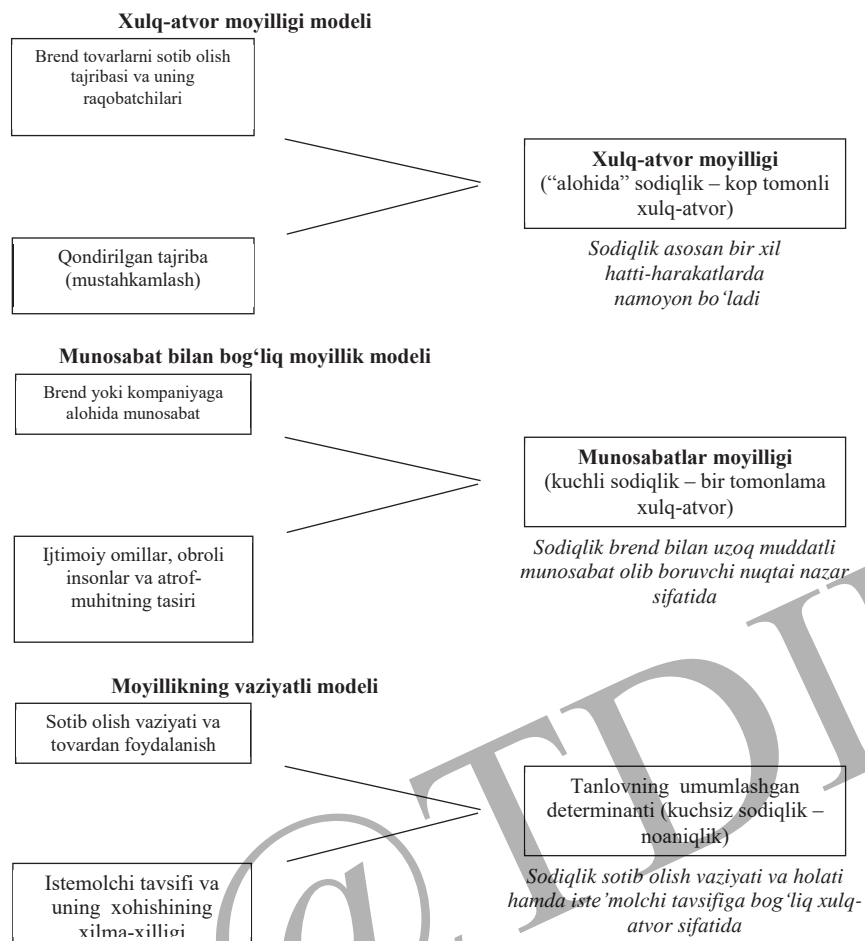 Xulq-atvor moyilligi modeli
Brend tovarlarni sotib olish
tajribasi va uning
raqobatchilari
Xulq-atvor moyilligi
(“alohida” sodiqlik – kop tomonli
xulq-atvor)
Qondirilgan tajriba
(mustahkamlash)
Sodiqlik asosan bir xil
hatti-harakatlarda
namoyon bo‘ladi
Munosabat bilan bog‘liq moyillik modeli
Brend yoki kompaniyaga
alohida munosabat
Munosabatlar moyilligi
(kuchli sodiqlik – bir tomonlama
xulq-atvor)
Ijtimoiy omillar, obroli
insonlar va atrof-
muhitning tasiri
Sodiqlik brend bilan uzoq muddatli
munosabat olib boruvchi nuqtai nazar
sifatida
Moyillikning vaziyatli modeli
Sotib olish vaziyati va
tovardan foydalanish
Tanlovning umumlashgan
determinanti (kuchsiz sodiqlik –
noaniqlik)
Istemolchi tavsifi va
uning xohishining
xilma-xilligi
Sodiqlik sotib olish vaziyati va holati
hamda iste’molchi tavsifiga bog‘liq xulq-
atvor sifatida
@TDI